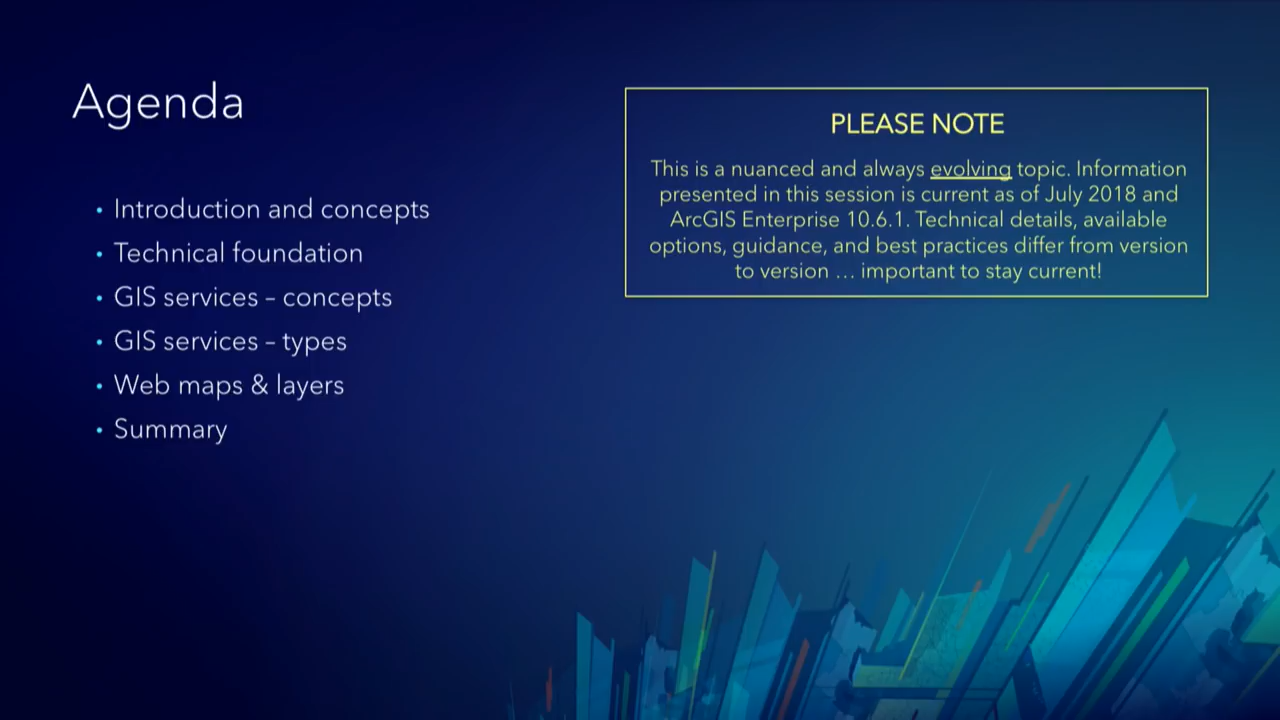 Agenda
• Introduction and concepts
• Technical foundation
• GIS services – concepts
• GIS services – types
• Web maps & layers
• Summary
PLEASE NOTE
This is a nuanced and always evolving topic. Information
presented in this session is current as of July 2018 and
ArcGIS Enterprise 10.6.1. Technical details, available
options, guidance, and best practices differ from version
to version … important to stay current!